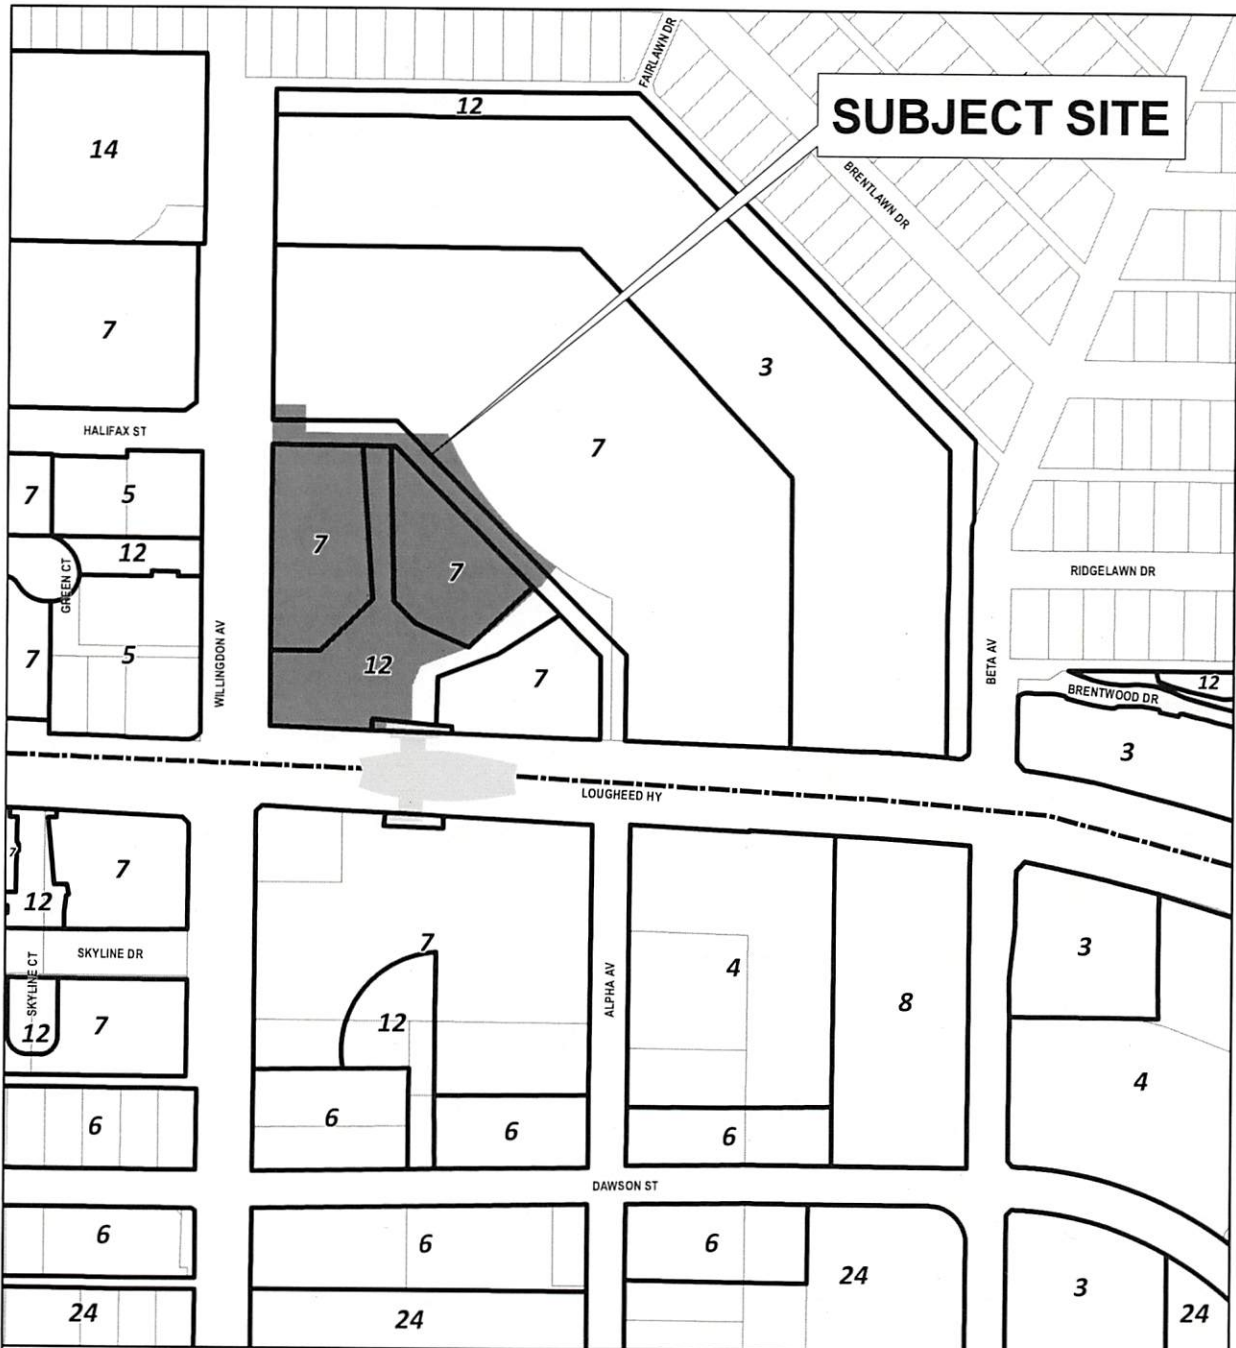 FAIRLAWN DR
12
SUBJECT SITE
14
BRENTLAWN DR
7
3
HALIFAX ST
7
7
5
7
12
7
GREEN CT
RIDGELAWN DR
WILLINGDON AV
7
5
12
7
BETA AV
12
BRENTWOOD DR
3
LOUGHEED HY
7
7
12
SKYLINE DR
7
4
3
SKYLINE CT
ALPHA AV
12
7
12
8
4
6
6
6
6
DAWSON ST
6
6
6
24
3
24
24
24